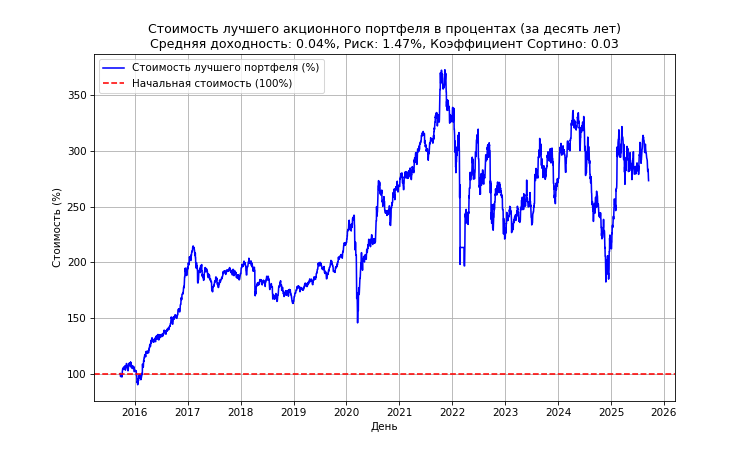 Стоимость лучшего акционного портфеля в процентах (за десять лет)
Средняя доходность: 0.04%, Риск: 1.47%, Коэффициент Сортино: 0.03
Стоимость лучшего портфеля (%)
Начальная стоимость (100%)
Стоимость (%)
350
300
250
200
150
100
2016 2017 2018 2019 2020 2021 2022 2023 2024 2025 2026
День